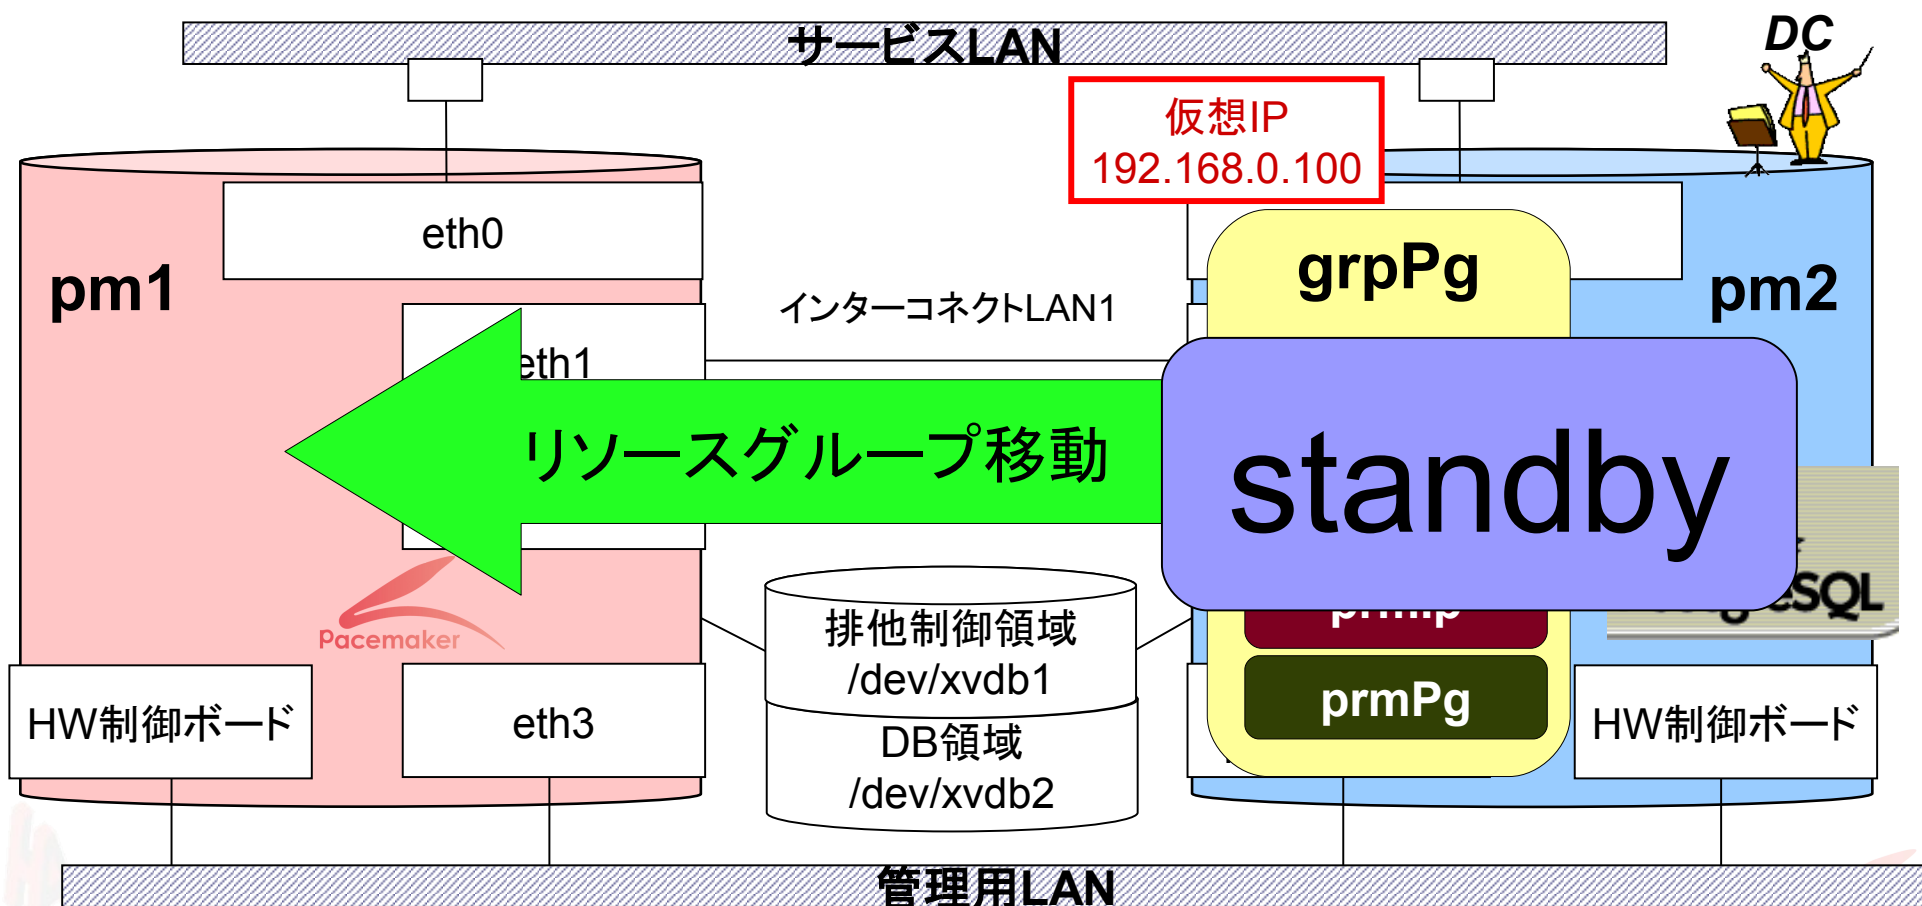 サービスLAN
DC
仮想IP
192.168.0.100
eth0
grpPg
pm1
pm2
インターコネクトLAN1
eth1
リソースグループ移動
standby
Pacemaker
排他制御領域
/dev/xvdb1
prmPg
HW制御ボード
eth3
DB領域
/dev/xvdb2
HW制御ボード
管理用LAN